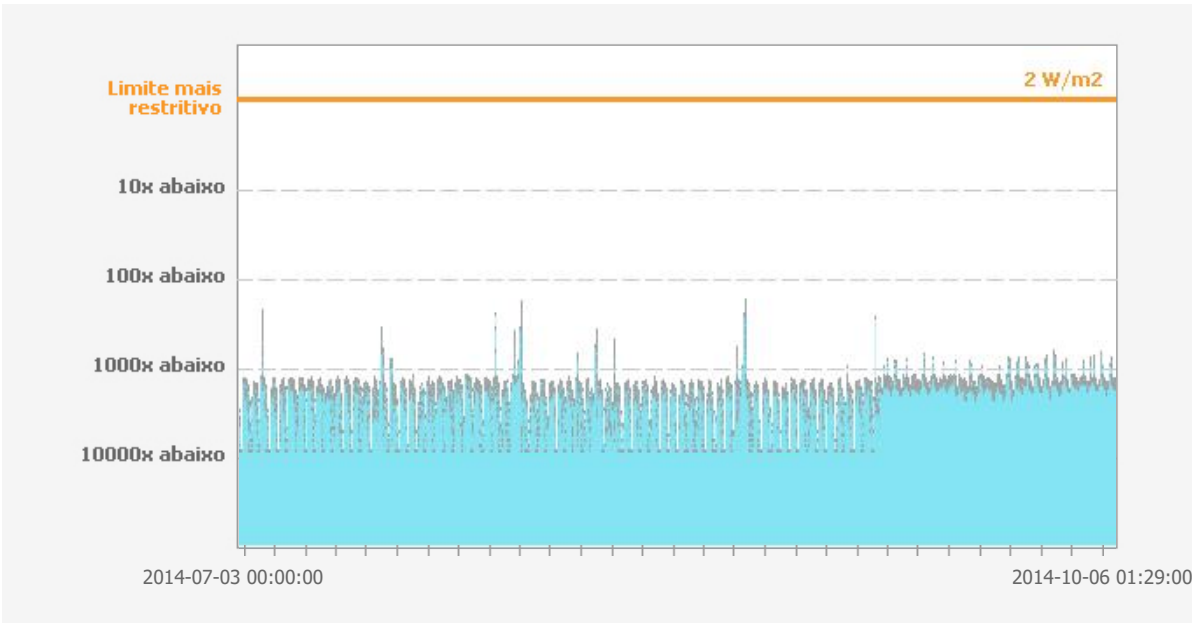 2 W/m2
Limite mais
restritivo
10x abaixo
100x abaixo
1000x abaixo
10000x abaixo
2014-07-03 00:00:00
2014-10-06 01:29:00